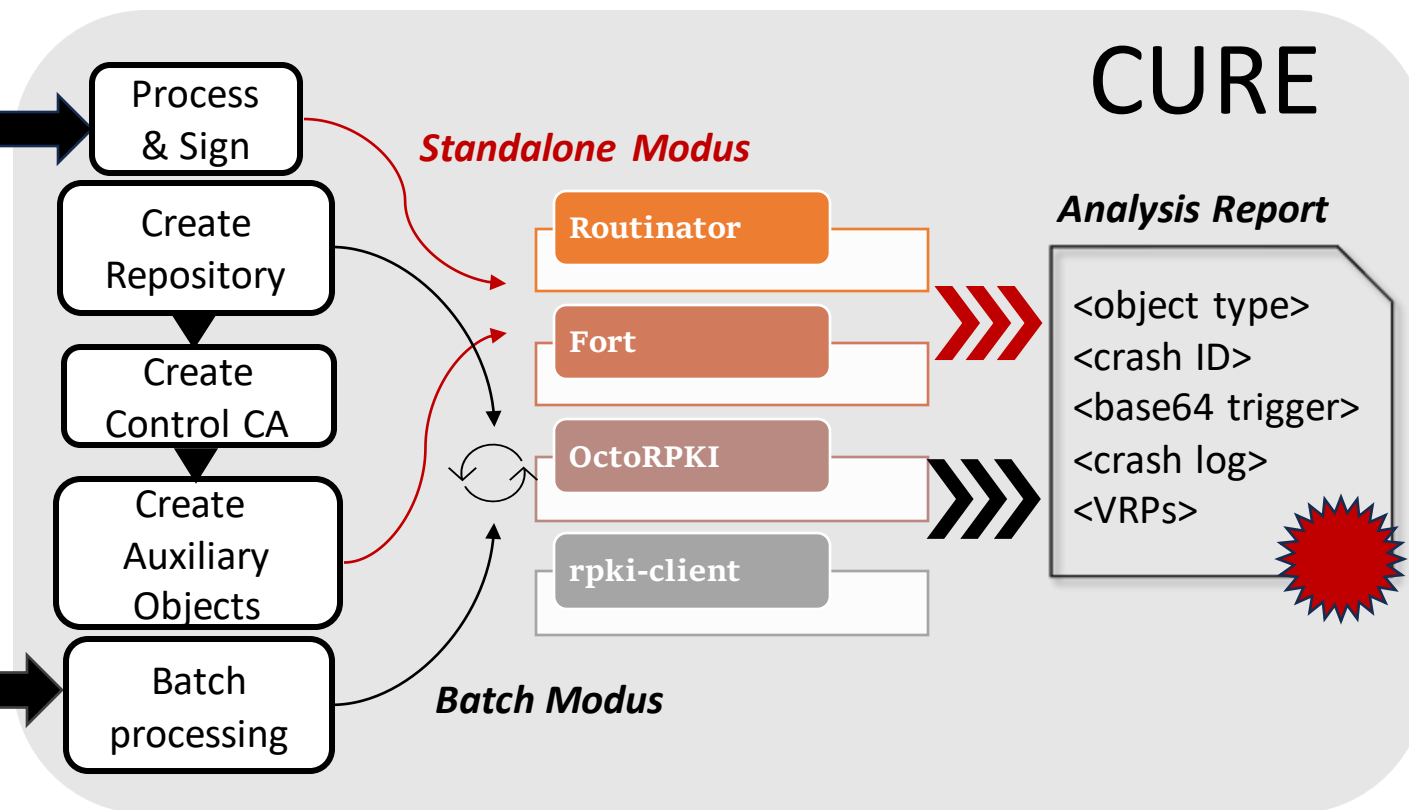 CURE
Process
& Sign
Create
Repository
Create
Control CA
Create
Auxiliary
Objects
Batch
processing
Standalone Modus
Routinator
Fort
OctoRPKI
rpki-client
Batch Modus
Analysis Report
<object type>
<crash ID>
<base64 trigger>
<crash log>
<VRPs>